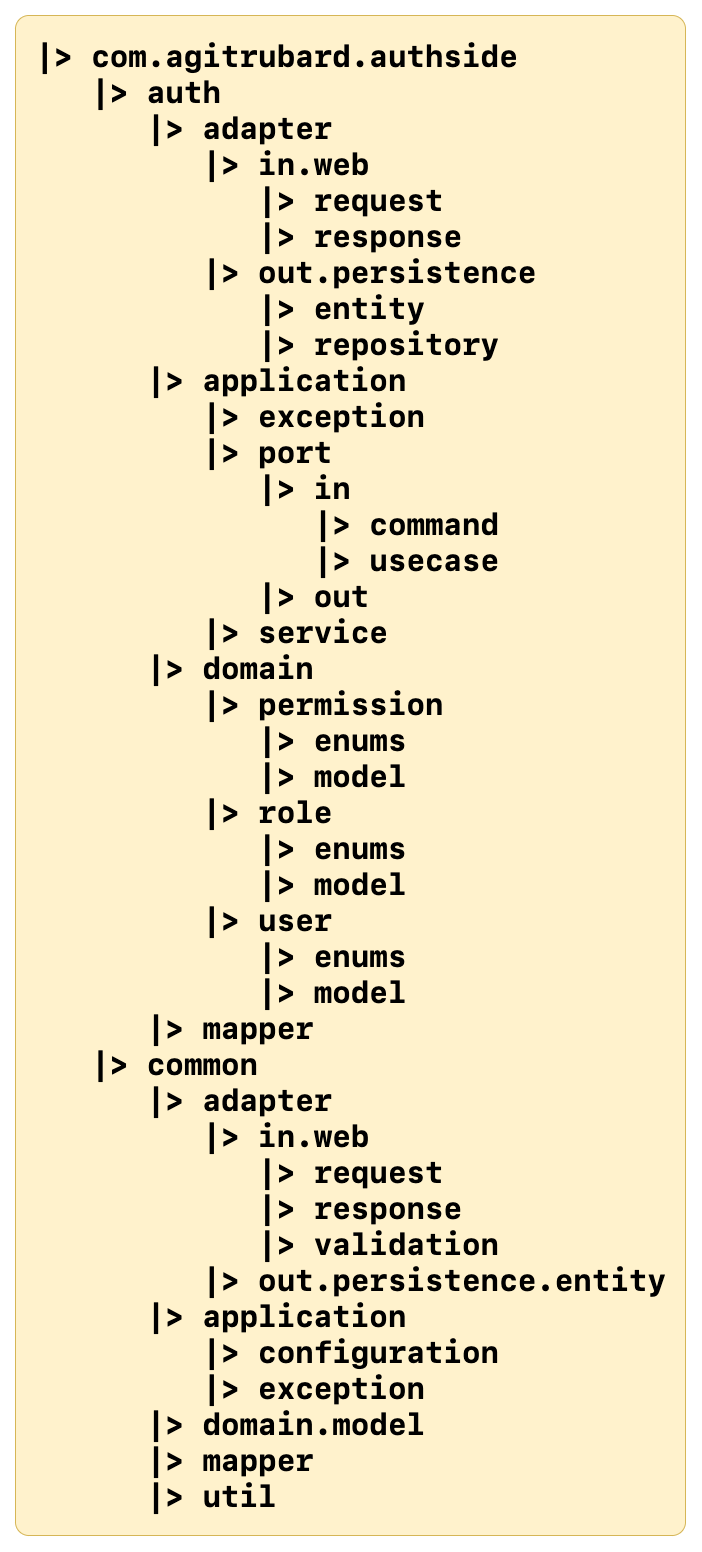 |> com.agitrubard.authside
   |> auth
      |> adapter
         |> in.web
            |> request
            |> response
         |> out.persistence
            |> entity
            |> repository
      |> application
         |> exception
         |> port
            |> in
               |> command
               |> usecase
            |> out
         |> service
      |> domain
         |> permission
            |> enums
            |> model
         |> role
            |> enums
            |> model
         |> user
            |> enums
            |> model
      |> mapper
   |> common
      |> adapter
         |> in.web
            |> request
            |> response
            |> validation
         |> out.persistence.entity
      |> application
         |> configuration
         |> exception
      |> domain.model
      |> mapper
      |> util